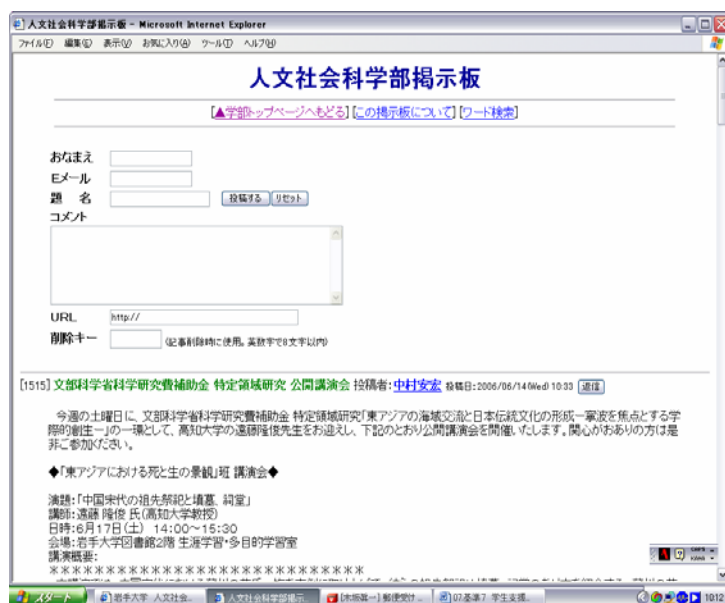 人文社会科学部掲示板 - Microsoft Internet Explorer
ファイル(F) 編集(E) 表示(V) お気に入り(A) ツール(T) ヘルプ(H)
人文社会科学部掲示板
[▲学部トップページへもどる] [この掲示板について] [ワード検索]
おなまえ
Eメール
題 名 投稿する リセット
コメント
URL http://
削除キー (記事削除時に使用。英数字で8文字以内)
[1515] 文部科学省科学研究費補助金 特定領域研究 公開講演会 投稿者:中村安宏 投稿日:2006/06/14(Wed) 10:33 返信
今週の土曜日に、文部科学省科学研究費補助金 特定領域研究「東アジアの海域交流と日本伝統文化の形成―寧波を焦点とする学
際的創生―」の一環として、高知大学の遠藤隆俊先生をお迎えし、下記のとおり公開講演会を開催いたします。関心がおありの方は是
非ご参加ください。
◆「東アジアにおける死と生の景観」班 講演会◆
演題:「中国宋代の祖先祭祀と墳墓、祠堂」
講師:遠藤 隆俊 氏(高知大学教授)
日時:6月17日(土) 14:00~15:30
会場:岩手大学図書館2階 生涯学習・多目的学習室
講演概要:
***************************
スタート 岩手大学 人文社会.. 人文社会科学部掲示.. 07.基準7 学生支援.. 10:12